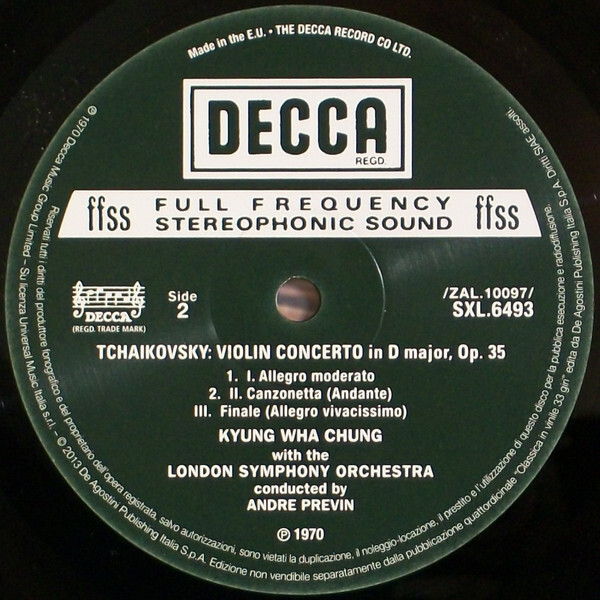 Made in the E.U. • THE DECCA RECORD CO LTD.
DECCA
REGD.
ffss FULL FREQUENCY STEREOPHONIC SOUND ffss
DECCA
(REGD. TRADE MARK)
Side
2
/ZAL.10097/
SXL.6493
TCHAIKOVSKY: VIOLIN CONCERTO in D major, Op. 35
1. I. Allegro moderato
2. II. Canzonetta (Andante)
III. Finale (Allegro vivacissimo)
KYUNG WHA CHUNG
with the
LONDON SYMPHONY ORCHESTRA
conducted by
ANDRE PREVIN
℗ 1970
℗ 1970 Decca Music Group Limited – Su licenza Universal Music Italia s.r.l. – © 2013 De Agostini Publishing Italia S.p.A. Edizione non vendibile separatamente dalla pubblicazione quattordicinale "Classica in vinile 33 giri" edita da De Agostini Publishing Italia S.p.A. Diritti SIAE assolti.
Riservati tutti i diritti del produttore fonografico e del proprietario dell'opera registrata, salvo autorizzazioni, sono vietati la duplicazione, il noleggio-locazione, il prestito e l'utilizzazione di questo disco per la pubblica esecuzione e radiodiffusione.